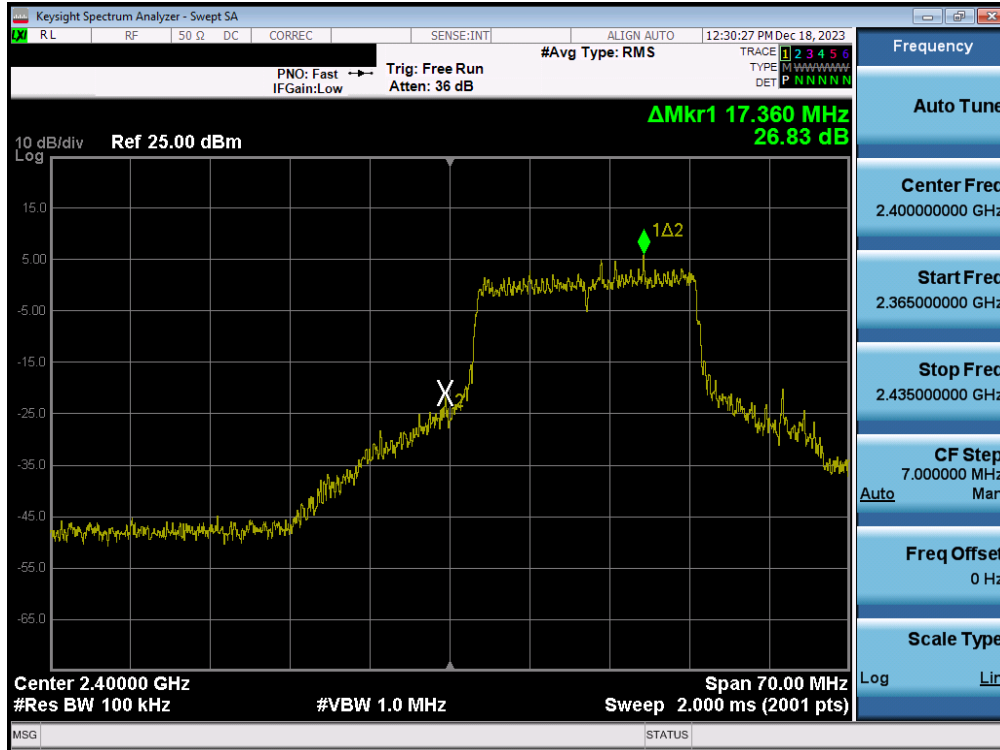 Keysight Spectrum Analyzer - Swept SA
LXI RL RF 50 Ω DC CORREC SENSE:INT ALIGN AUTO 12:30:27 PM Dec 18, 2023
#Avg Type: RMS
TRACE 1 2 3 4 5 6
PNO: Fast Trig: Free Run
TYPE M WWWWW
IFGain:Low Atten: 36 dB
DET P N N N N N
ΔMkr1 17.360 MHz
26.83 dB
10 dB/div Ref 25.00 dBm
Log
1Δ2
X2
15.0
5.00
-5.00
-15.0
-25.0
-35.0
-45.0
-55.0
-65.0
Center 2.40000 GHz Span 70.00 MHz
#Res BW 100 kHz #VBW 1.0 MHz Sweep 2.000 ms (2001 pts)
MSG STATUS
Frequency
Auto Tune
Center Freq
2.400000000 GHz
Start Freq
2.365000000 GHz
Stop Freq
2.435000000 GHz
CF Step
7.000000 MHz
Auto Man
Freq Offset
0 Hz
Scale Type
Log Lin